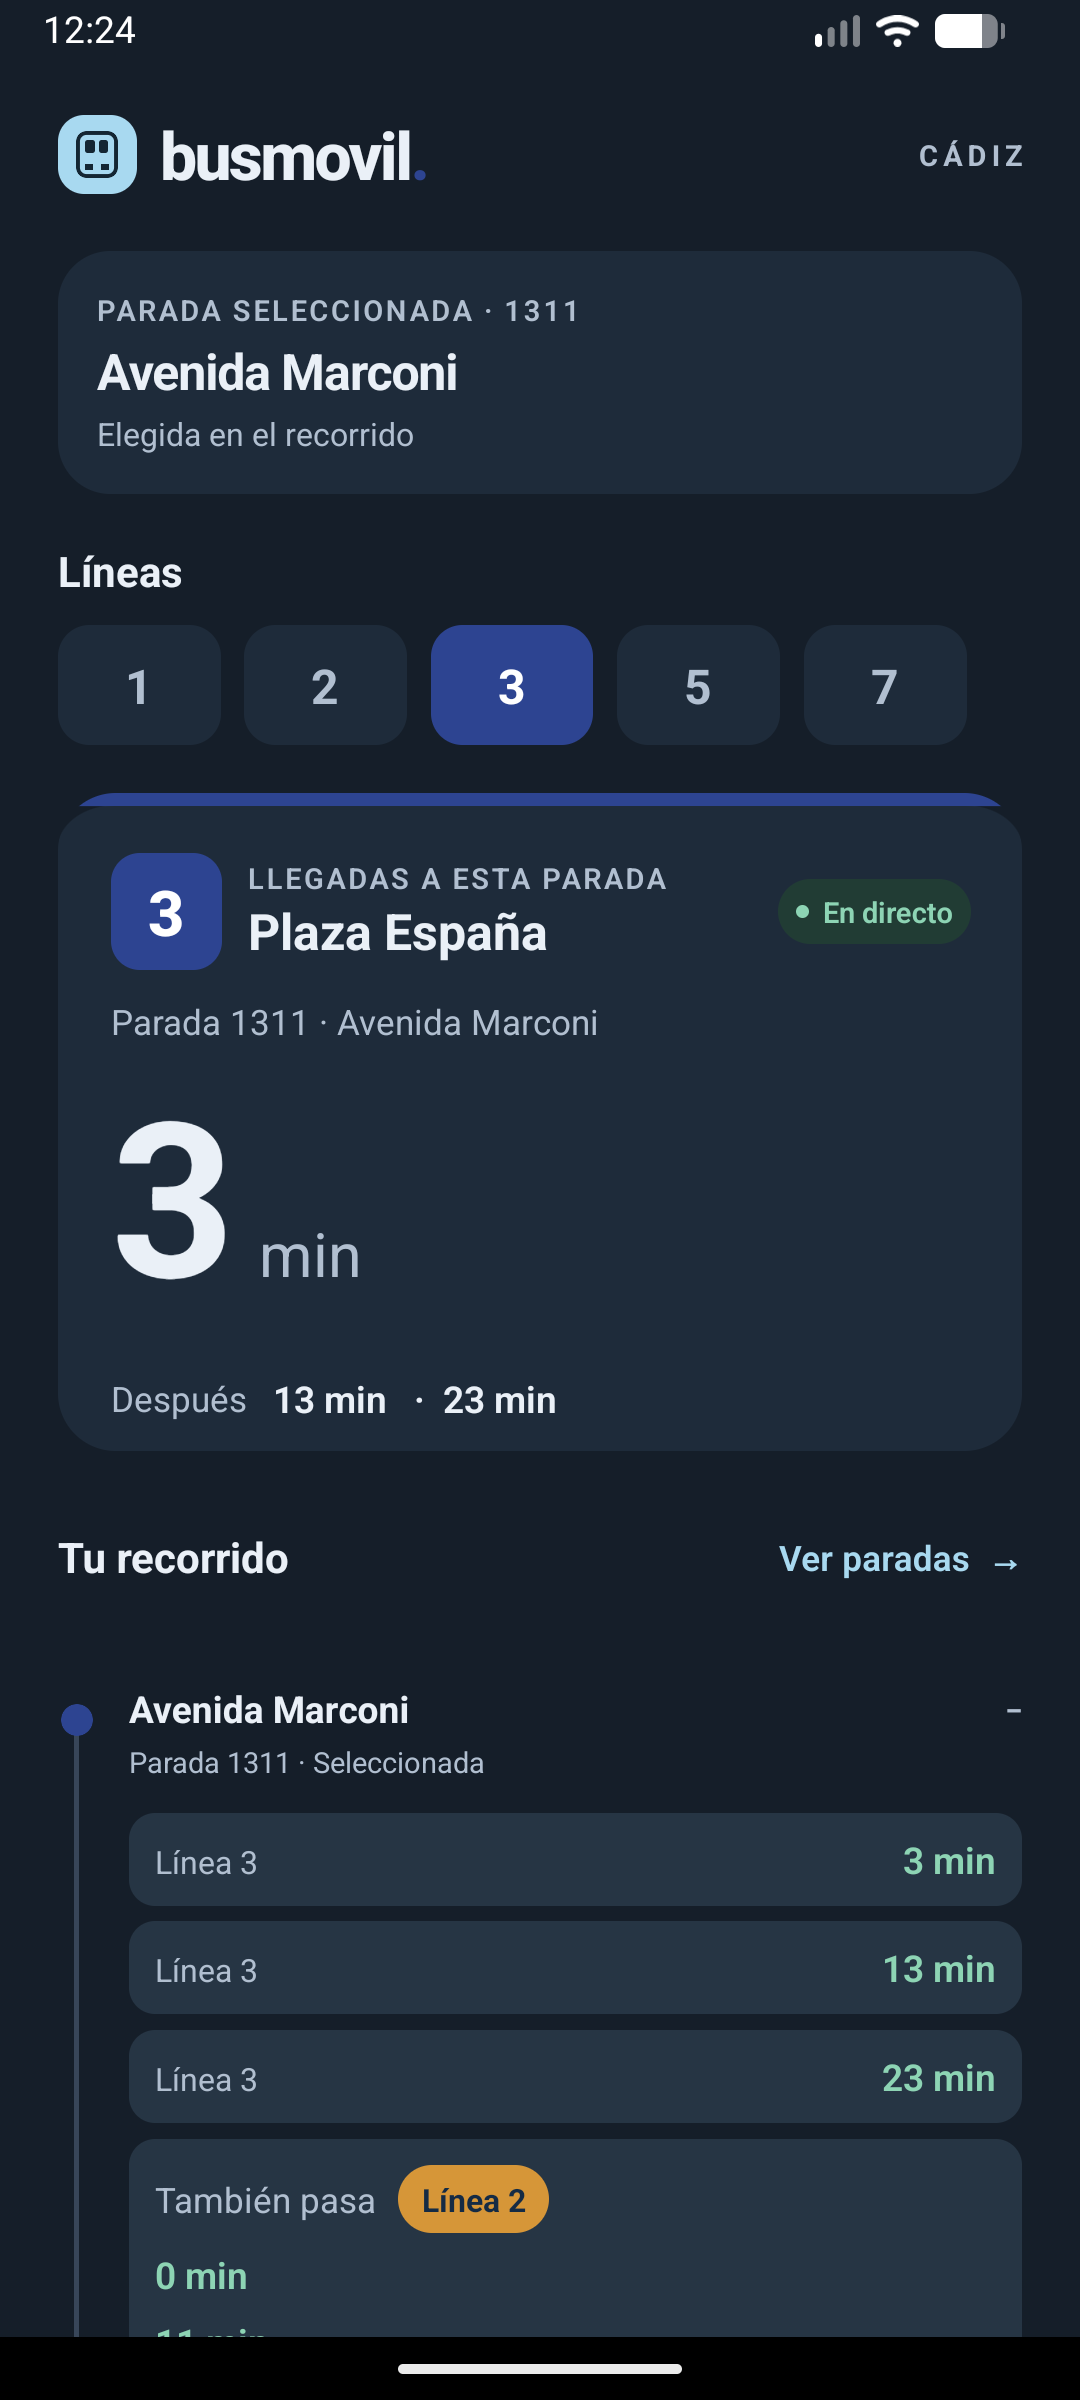 12:24
busmovil.
CÁDIZ
PARADA SELECCIONADA · 1311
Avenida Marconi
Elegida en el recorrido
Líneas
1 2 3 5 7
3
LLEGADAS A ESTA PARADA
Plaza España
En directo
Parada 1311 · Avenida Marconi
3 min
Después 13 min · 23 min
Tu recorrido
Ver paradas →
Avenida Marconi –
Parada 1311 · Seleccionada
Línea 3 3 min
Línea 3 13 min
Línea 3 23 min
También pasa Línea 2
0 min
11 min